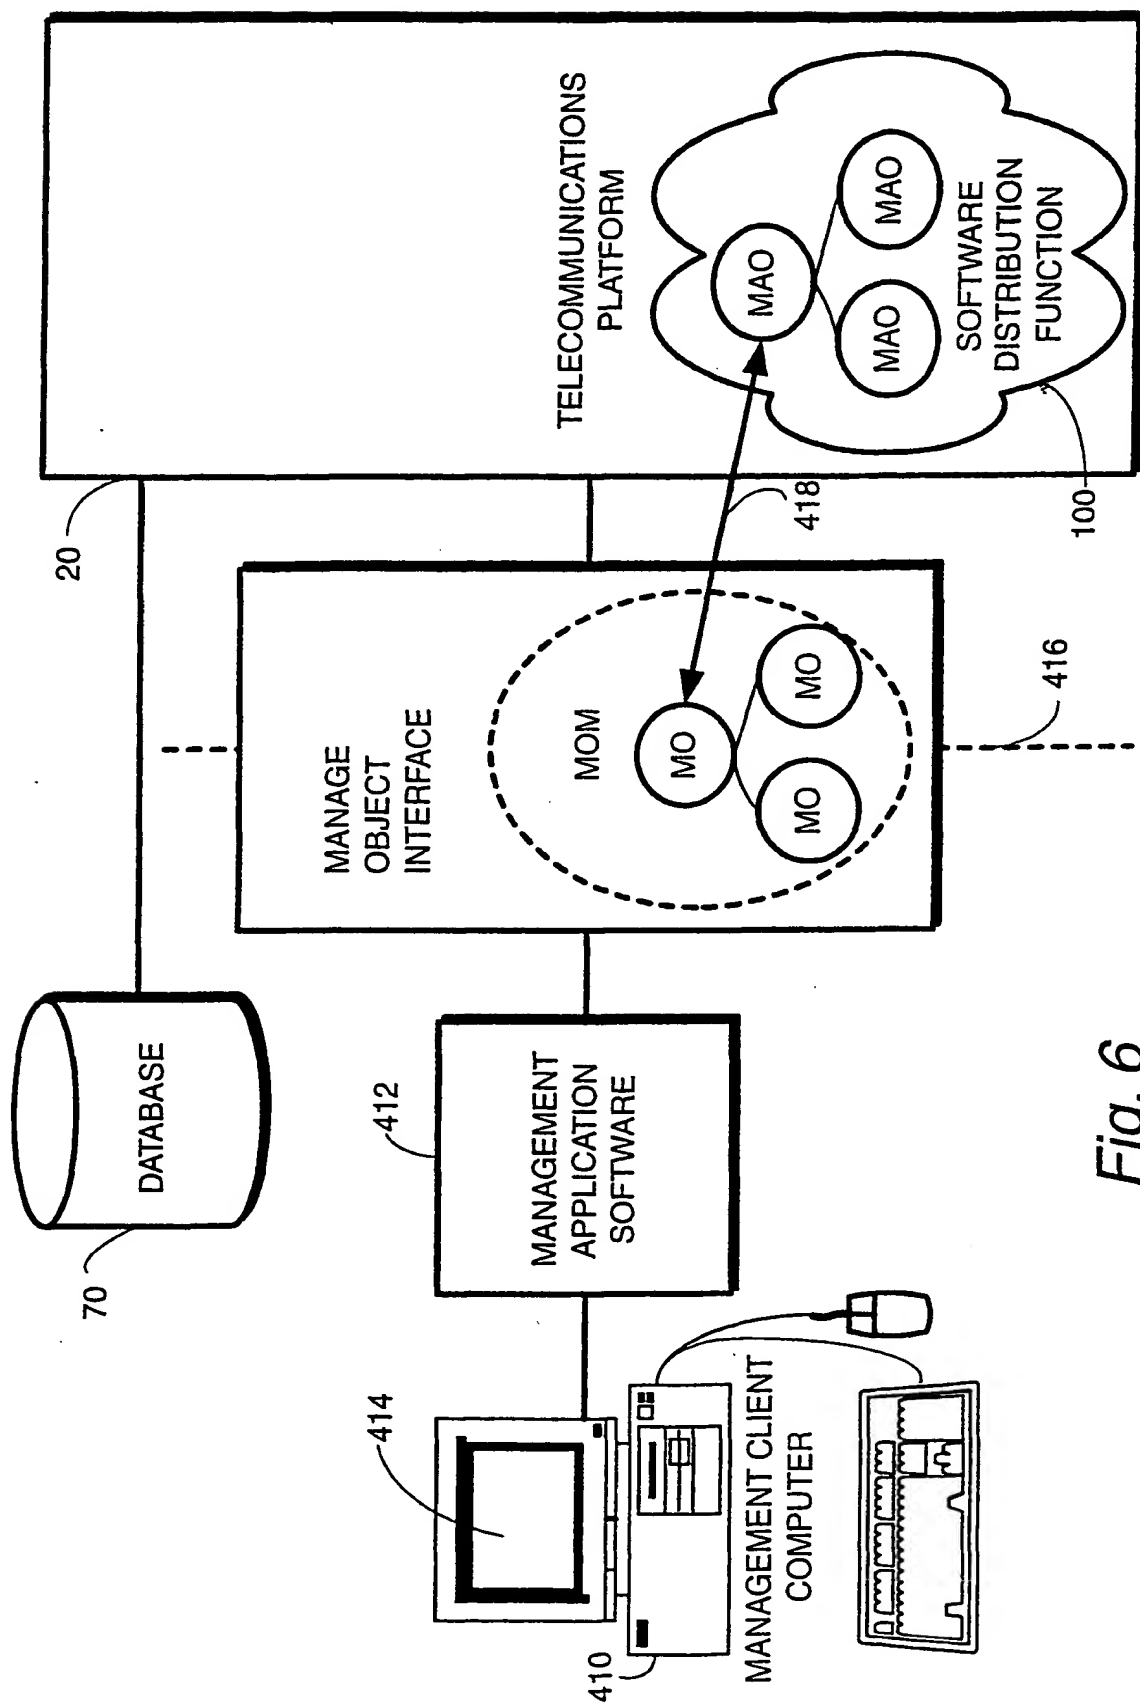 70
DATABASE
20
TELECOMMUNICATIONS
PLATFORM
MANAGE
OBJECT
INTERFACE
MOM
MO
MO
MO
MAO
MAO
MAO
SOFTWARE
DISTRIBUTION
FUNCTION
418
100
416
412
MANAGEMENT
APPLICATION
SOFTWARE
414
410
MANAGEMENT CLIENT
COMPUTER
Fig. 6